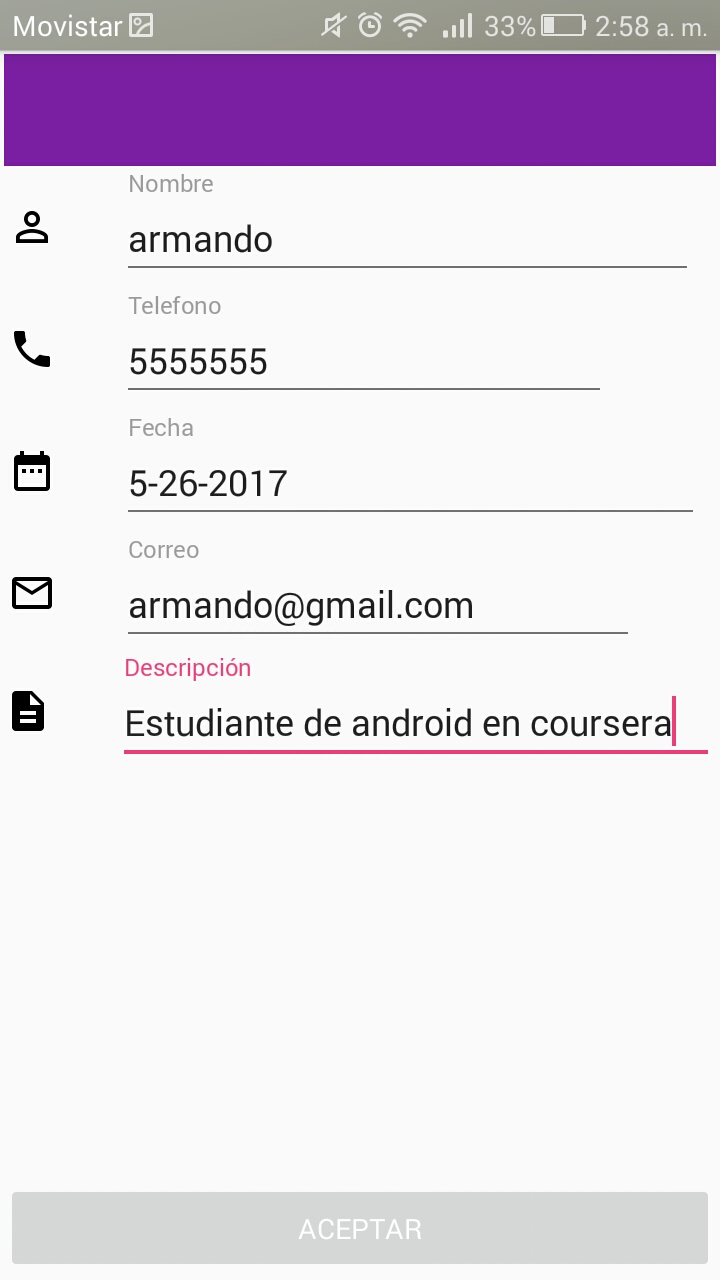 Movistar 33% 2:58 a. m.
Nombre
armando
Telefono
5555555
Fecha
5-26-2017
Correo
armando@gmail.com
Descripción
Estudiante de android en coursera
ACEPTAR